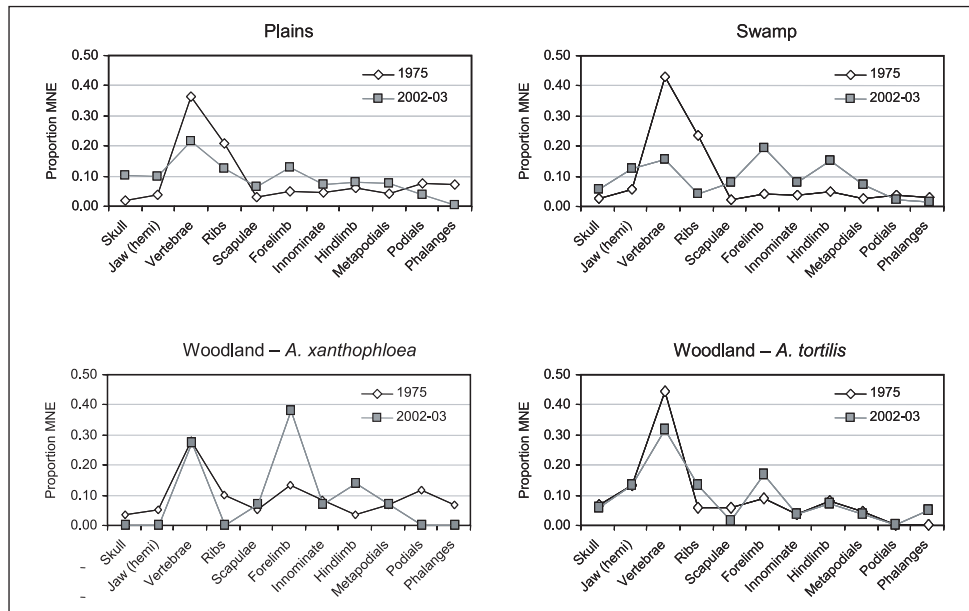 Plains
Proportion MNE
0.50
0.40
0.30
0.20
0.10
0.00
1975
2002-03
Skull
Jaw (hemi)
Vertebrae
Ribs
Scapulae
Forelimb
Innominate
Hindlimb
Metapodials
Podials
Phalanges
Swamp
Proportion MNE
0.50
0.40
0.30
0.20
0.10
0.00
1975
2002-03
Skull
Jaw (hemi)
Vertebrae
Ribs
Scapulae
Forelimb
Innominate
Hindlimb
Metapodials
Podials
Phalanges
Woodland – A. xanthophloea
Proportion MNE
0.50
0.40
0.30
0.20
0.10
0.00
1975
2002-03
Skull
Jaw (hemi)
Vertebrae
Ribs
Scapulae
Forelimb
Innominate
Hindlimb
Metapodials
Podials
Phalanges
Woodland – A. tortilis
Proportion MNE
0.50
0.40
0.30
0.20
0.10
0.00
1975
2002-03
Skull
Jaw (hemi)
Vertebrae
Ribs
Scapulae
Forelimb
Innominate
Hindlimb
Metapodials
Podials
Phalanges